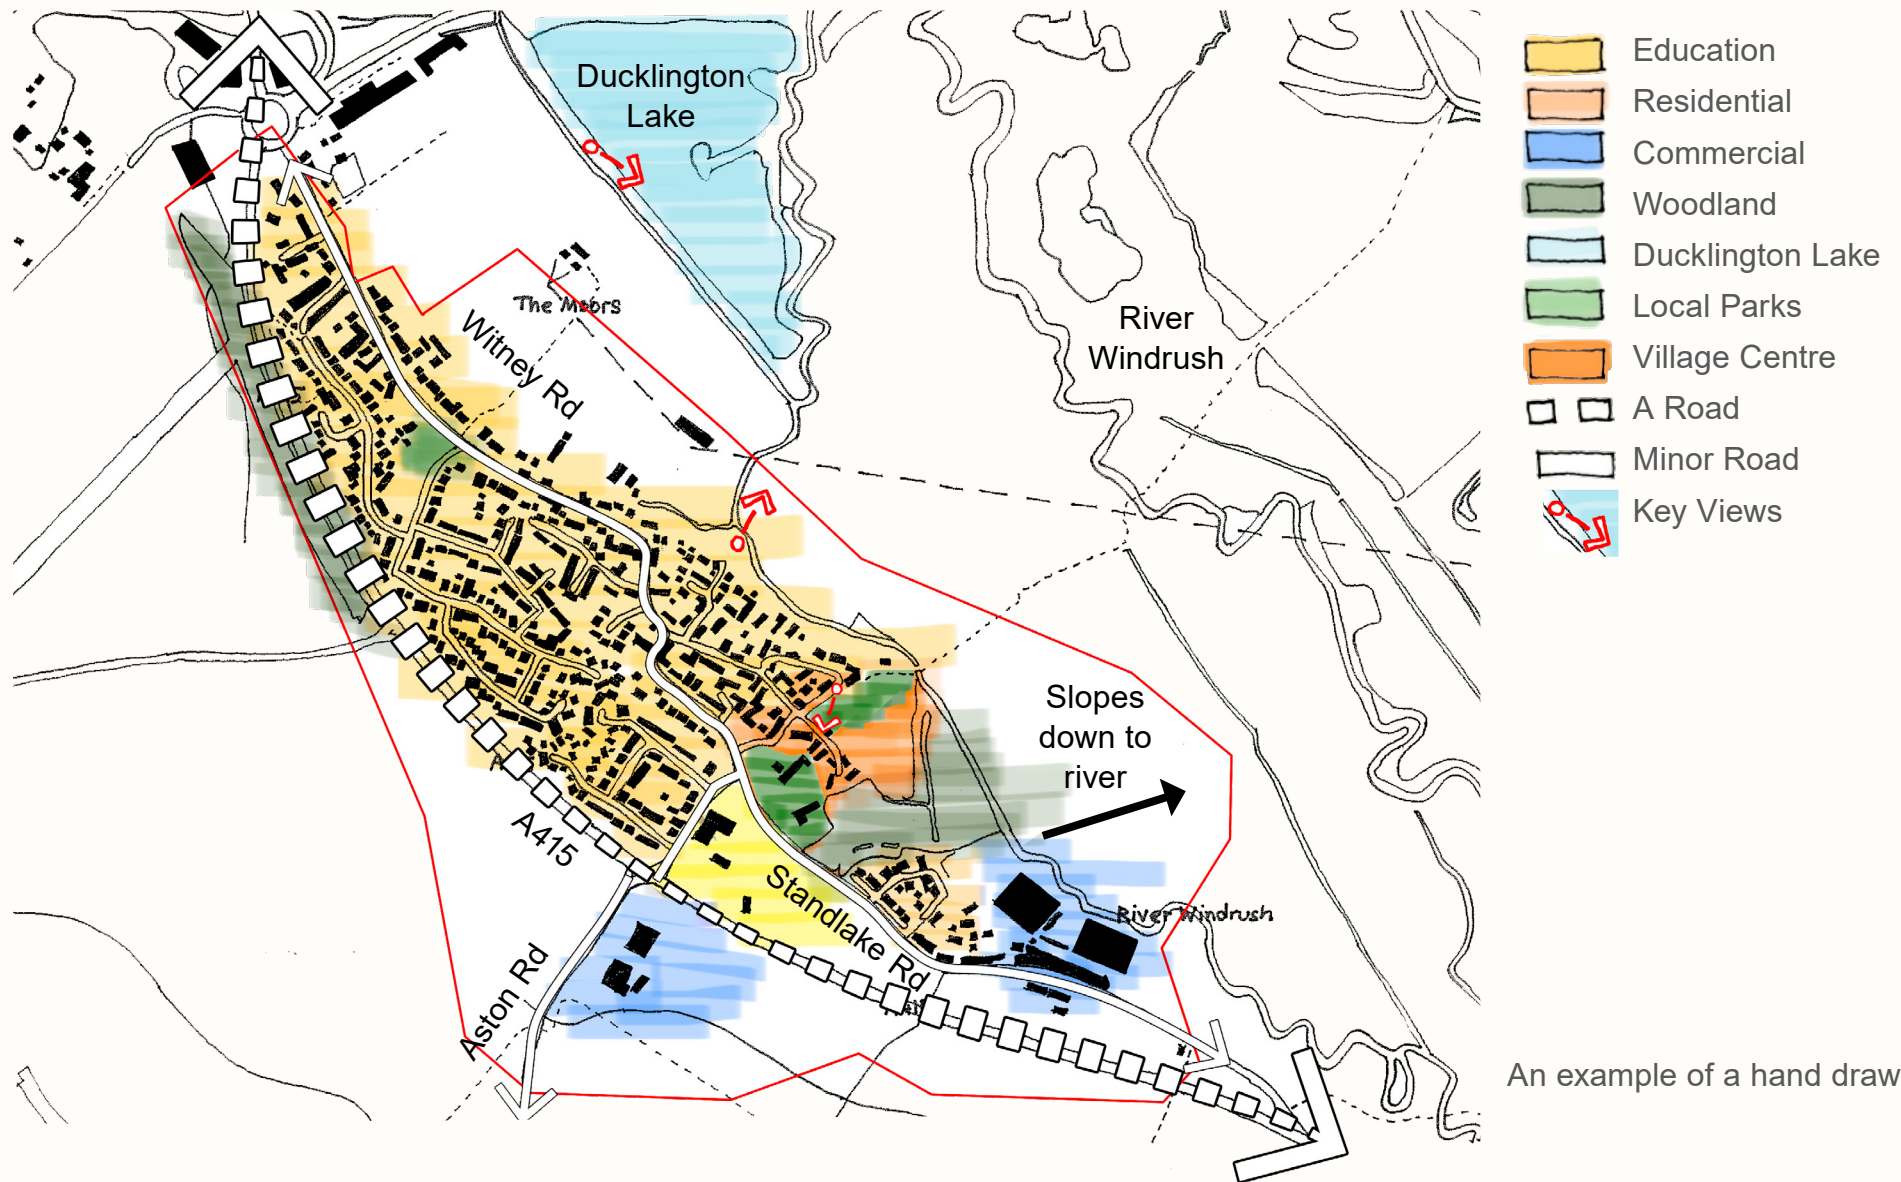 Ducklington
Lake
The Moors
Witney Rd
River
Windrush
Slopes
down to
river
A415
Standlake Rd
River Windrush
Aston Rd
Education
Residential
Commercial
Woodland
Ducklington Lake
Local Parks
Village Centre
A Road
Minor Road
Key Views
An example of a hand draw